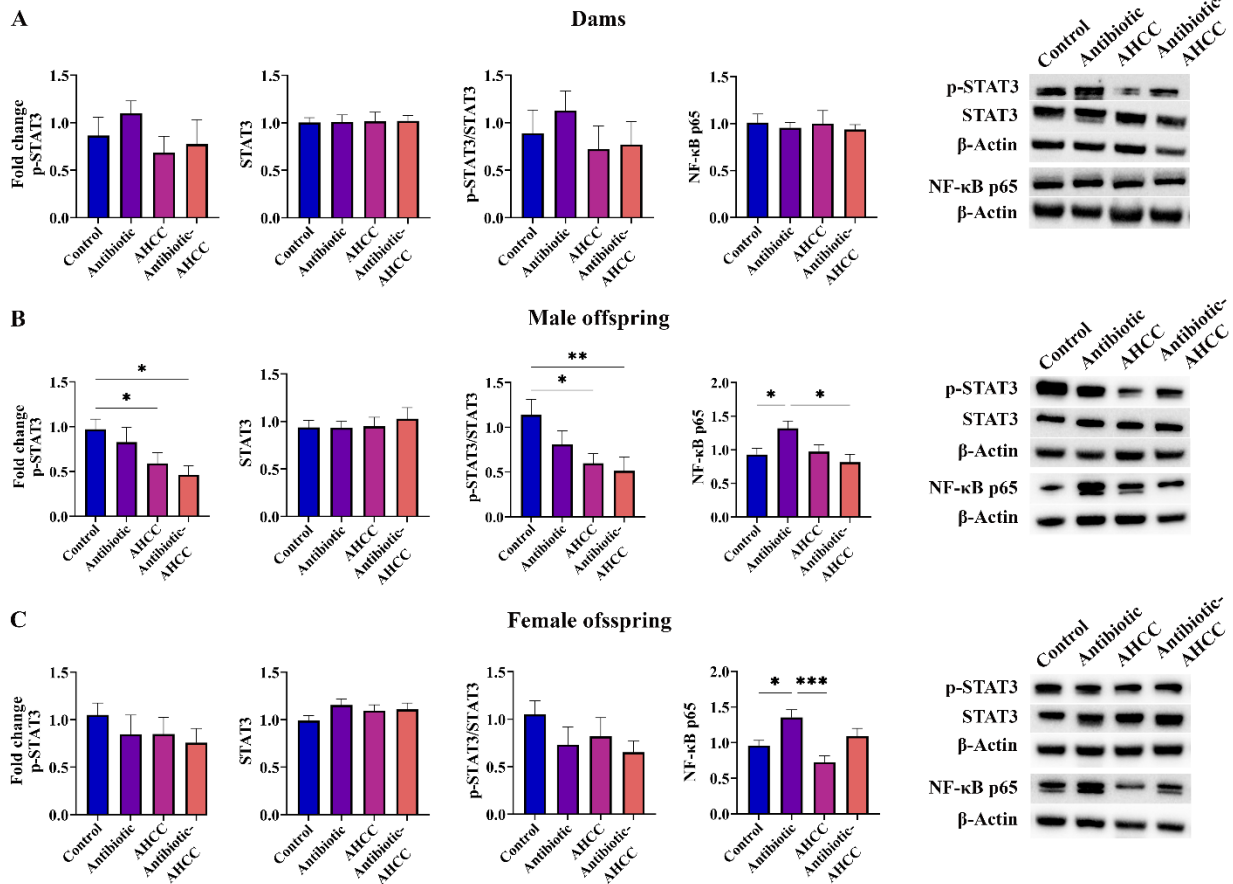 A
Dams
Fold change
p-STAT3
1.5
1.0
0.5
0.0
Control
Antibiotic
AHCC
Antibiotic-
AHCC
STAT3
1.5
1.0
0.5
0.0
Control
Antibiotic
AHCC
Antibiotic-
AHCC
p-STAT3/STAT3
1.5
1.0
0.5
0.0
Control
Antibiotic
AHCC
Antibiotic-
AHCC
NF-κB p65
1.5
1.0
0.5
0.0
Control
Antibiotic
AHCC
Antibiotic-
AHCC
Control
Antibiotic
AHCC
Antibiotic-
AHCC
p-STAT3
STAT3
β-Actin
NF-κB p65
β-Actin
B
Male offspring
Fold change
p-STAT3
1.5
1.0
0.5
0.0
*
*
Control
Antibiotic
AHCC
Antibiotic-
AHCC
STAT3
1.5
1.0
0.5
0.0
Control
Antibiotic
AHCC
Antibiotic-
AHCC
p-STAT3/STAT3
1.5
1.0
0.5
0.0
**
*
Control
Antibiotic
AHCC
Antibiotic-
AHCC
NF-κB p65
2.0
1.5
1.0
0.5
0.0
*
*
Control
Antibiotic
AHCC
Antibiotic-
AHCC
Control
Antibiotic
AHCC
Antibiotic-
AHCC
p-STAT3
STAT3
β-Actin
NF-κB p65
β-Actin
C
Female ofsspring
Fold change
p-STAT3
1.5
1.0
0.5
0.0
Control
Antibiotic
AHCC
Antibiotic-
AHCC
STAT3
1.5
1.0
0.5
0.0
Control
Antibiotic
AHCC
Antibiotic-
AHCC
p-STAT3/STAT3
1.5
1.0
0.5
0.0
Control
Antibiotic
AHCC
Antibiotic-
AHCC
NF-κB p65
2.0
1.5
1.0
0.5
0.0
*
***
Control
Antibiotic
AHCC
Antibiotic-
AHCC
Control
Antibiotic
AHCC
Antibiotic-
AHCC
p-STAT3
STAT3
β-Actin
NF-κB p65
β-Actin